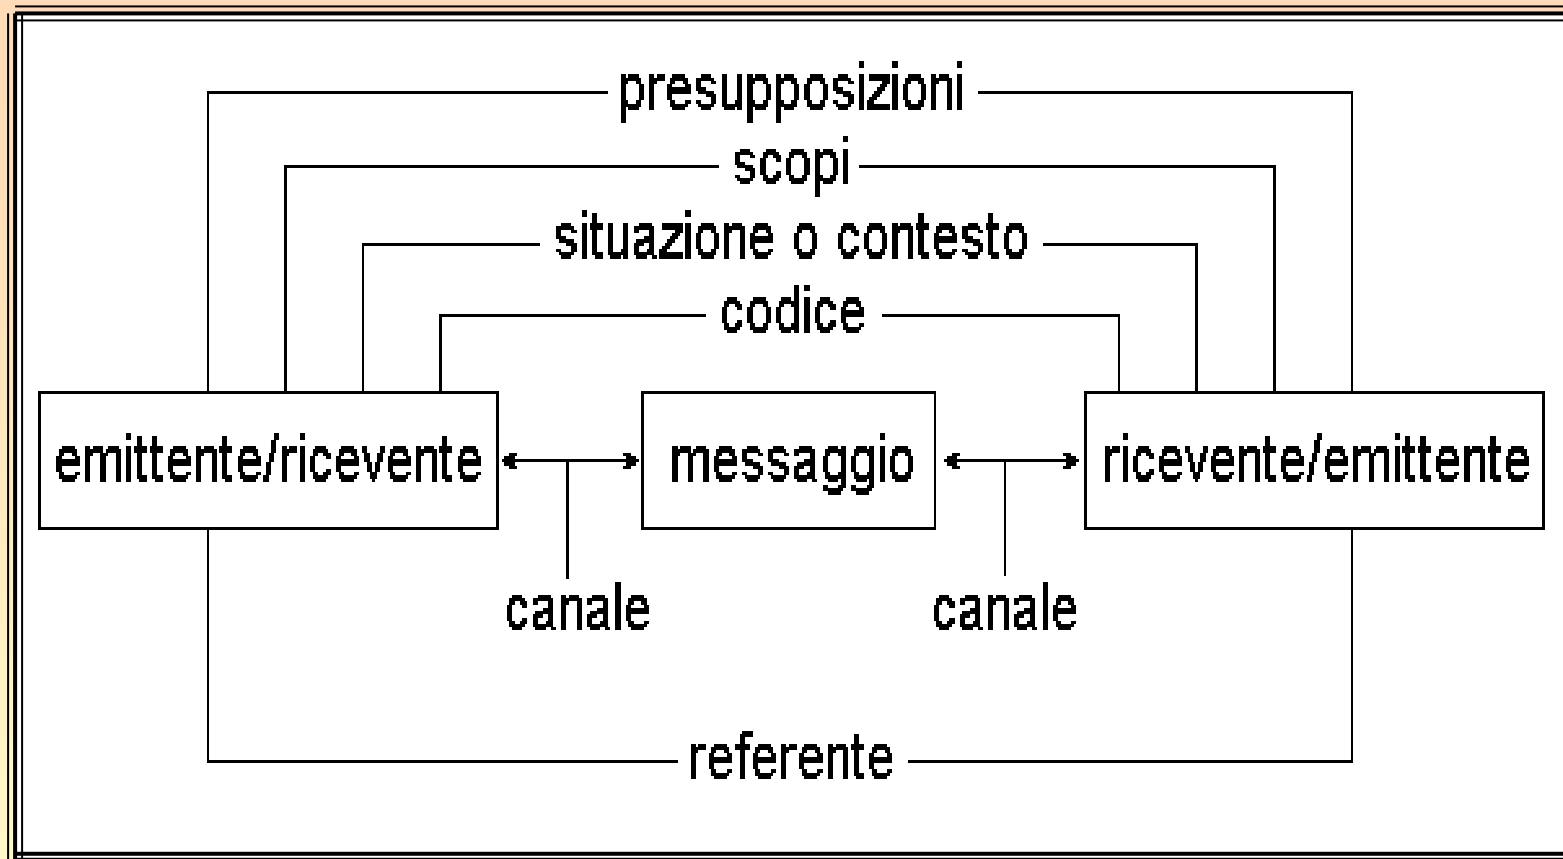 presupposizioni
scopi
situazione o contesto
codice
emittente/ricevente
messaggio
ricevente/emittente
canale
canale
referente